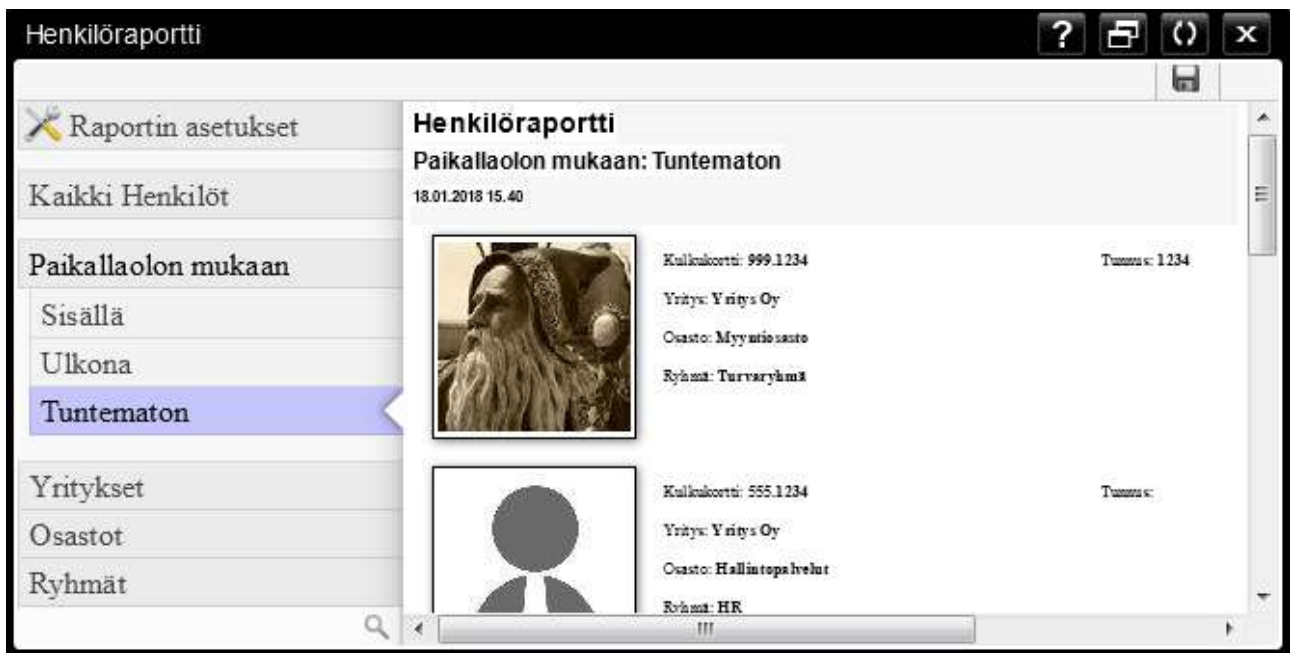 Henkilöraportti
Raportin asetukset
Kaikki Henkilöt
Paikallaolon mukaan
Sisällä
Ulkona
Tuntematon
Yritykset
Osastot
Ryhmät
Henkilöraportti
Paikallaolon mukaan: Tuntematon
18.01.2018 15.40
Kulkukortti: 999.1234 Tunnus: 1234
Yritys: Yritys Oy
Osasto: Myyntiosasto
Ryhmä: Turvaryhmä
Kulkukortti: 555.1234 Tunnus:
Yritys: Yritys Oy
Osasto: Hallintopalvelut
Ryhmä: HR